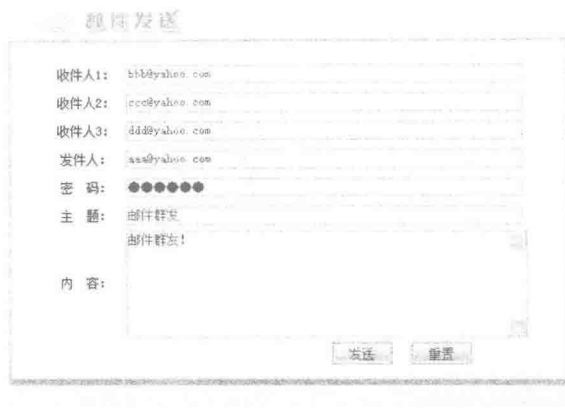 邮件发送
收件人1: bbb@yahoo.com
收件人2: ccc@yahoo.com
收件人3: ddd@yahoo.com
发件人: aaa@yahoo.com
密 码: ●●●●●●
主 题: 邮件群发
邮件群发!
内 容:
发送 重置